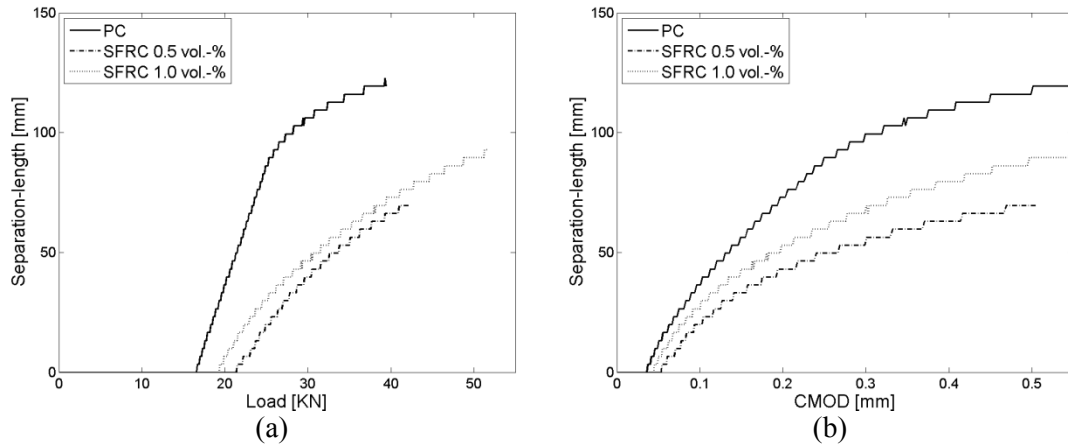 150
100
50
0
Separation-length [mm]
PC
SFRC 0.5 vol.-%
SFRC 1.0 vol.-%
0 10 20 30 40 50
Load [KN]
(a)
150
100
50
0
Separation-length [mm]
PC
SFRC 0.5 vol.-%
SFRC 1.0 vol.-%
0 0.1 0.2 0.3 0.4 0.5
CMOD [mm]
(b)